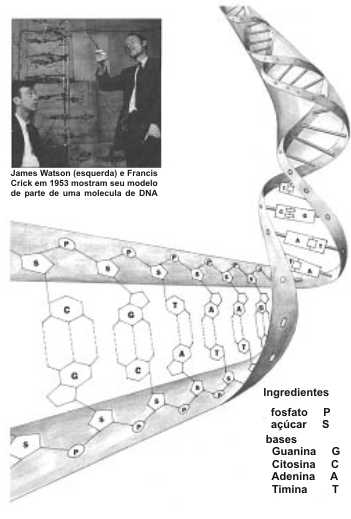 James Watson (esquerda) e Francis
Crick em 1953 mostram seu modelo
de parte de uma molecula de DNA
S P S P S P S P S P
C G T A A G
G C A T T
S P S P S P S
C G
A T
T A
Ingredientes
fosfato P
açúcar S
bases
Guanina G
Citosina C
Adenina A
Timina T